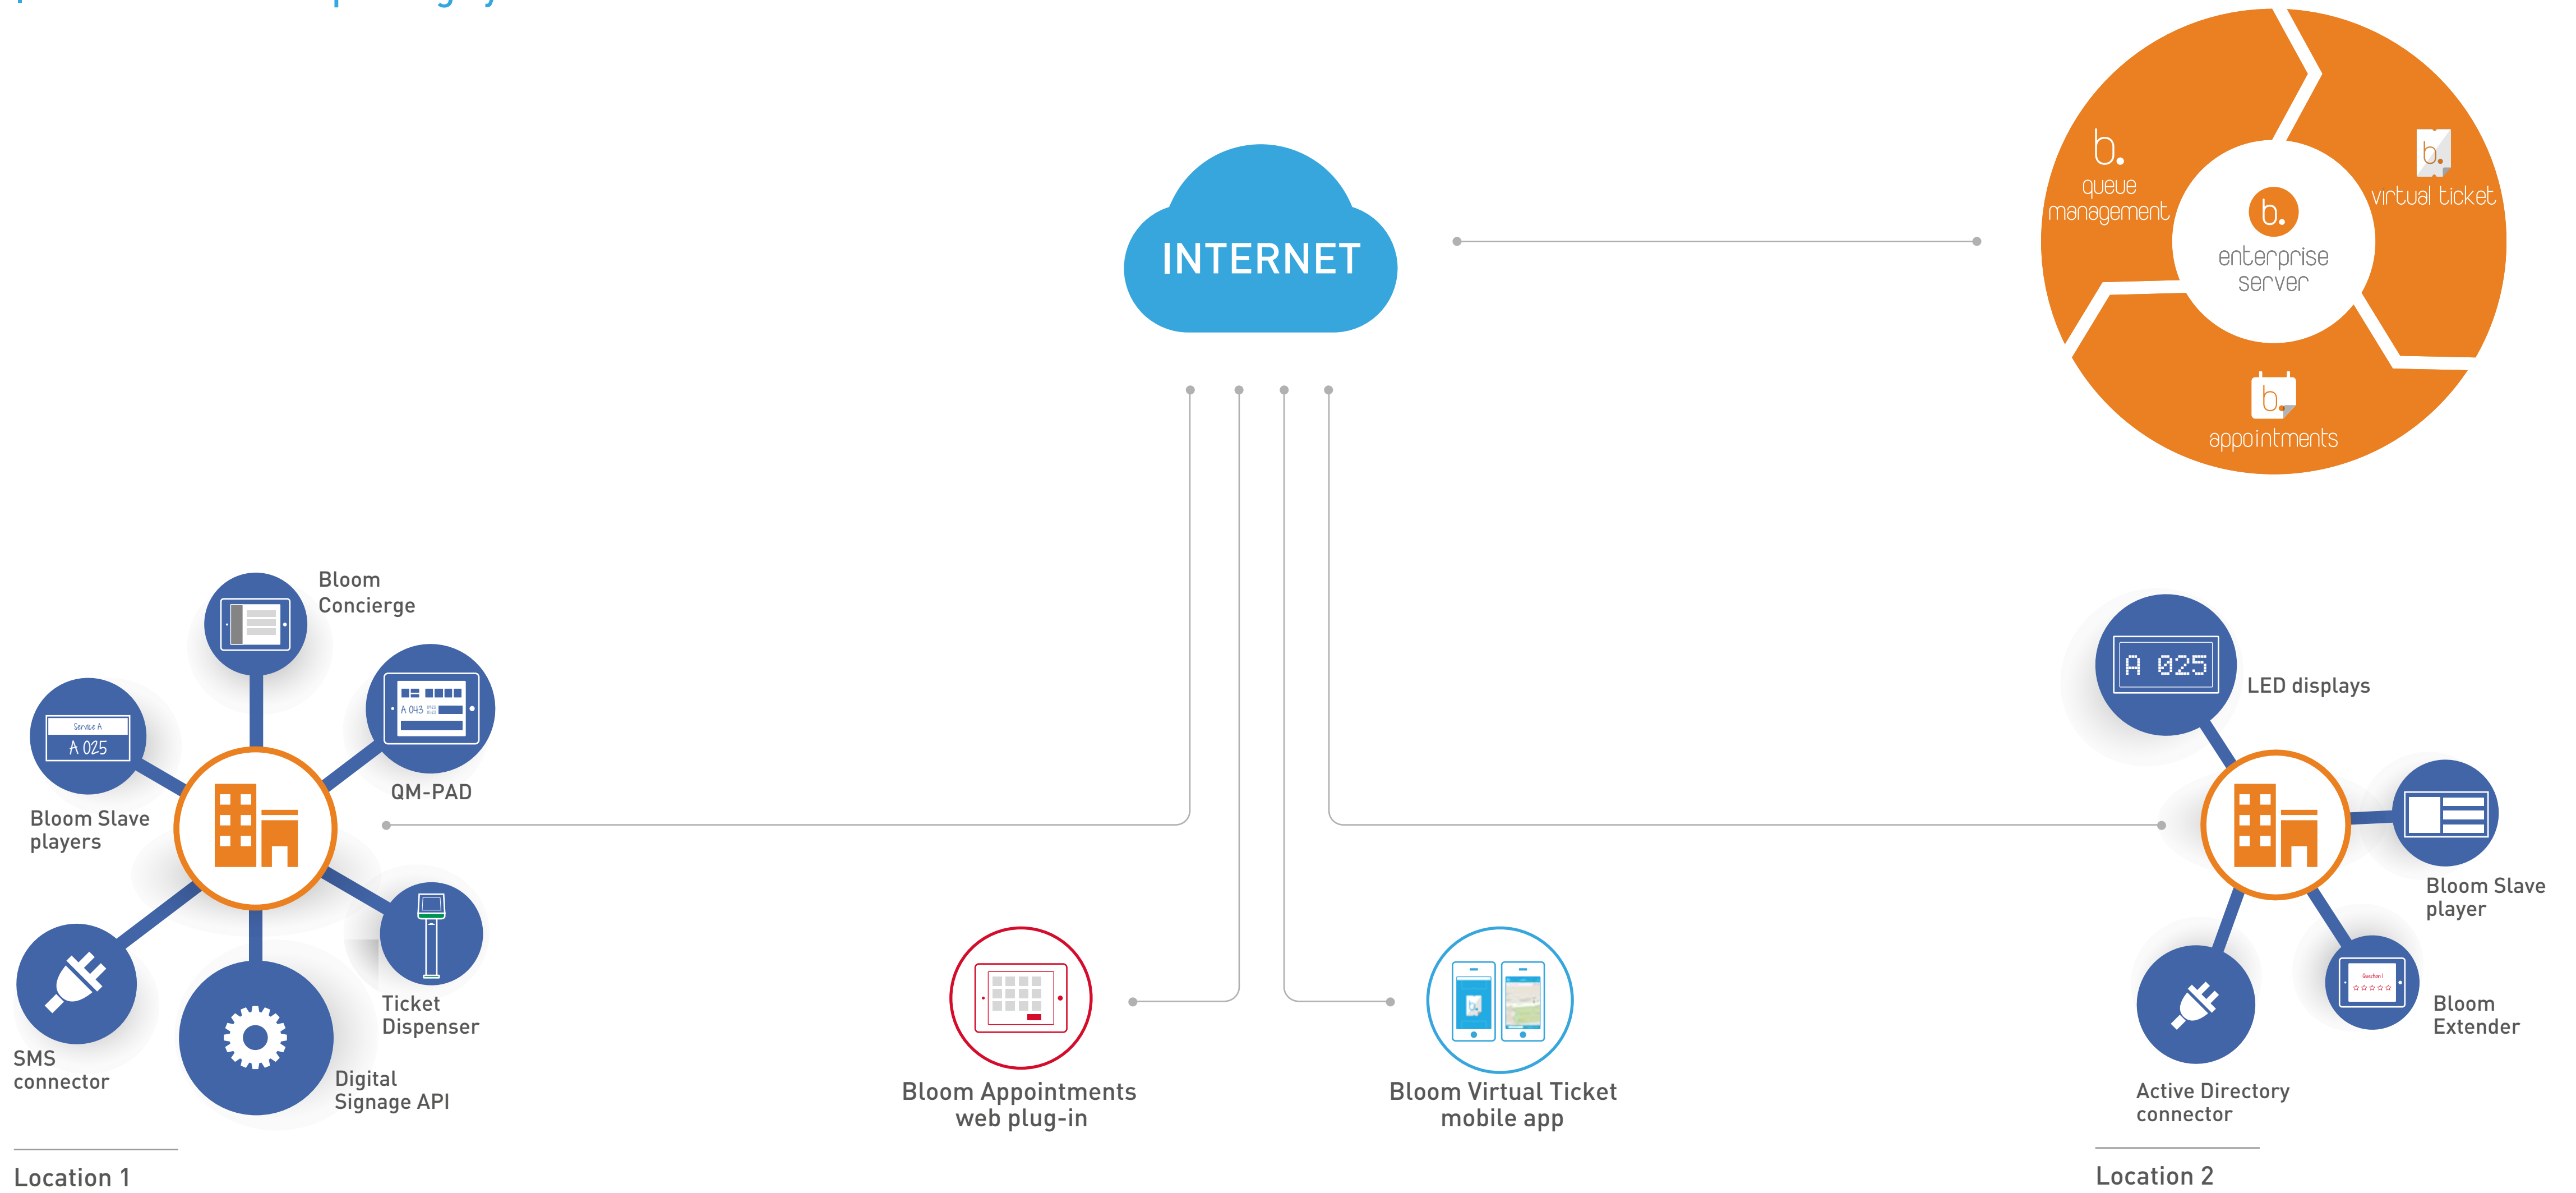 INTERNET
b.
queue
management
b.
virtual ticket
b.
enterprise
server
b.
appointments
Bloom
Concierge
Service A
A 025
Bloom Slave
players
A 043
QM-PAD
SMS
connector
Digital
Signage API
Ticket
Dispenser
Location 1
Bloom Appointments
web plug-in
b.
Bloom Virtual Ticket
mobile app
A 025
LED displays
Bloom Slave
player
Question 1
Bloom
Extender
Active Directory
connector
Location 2